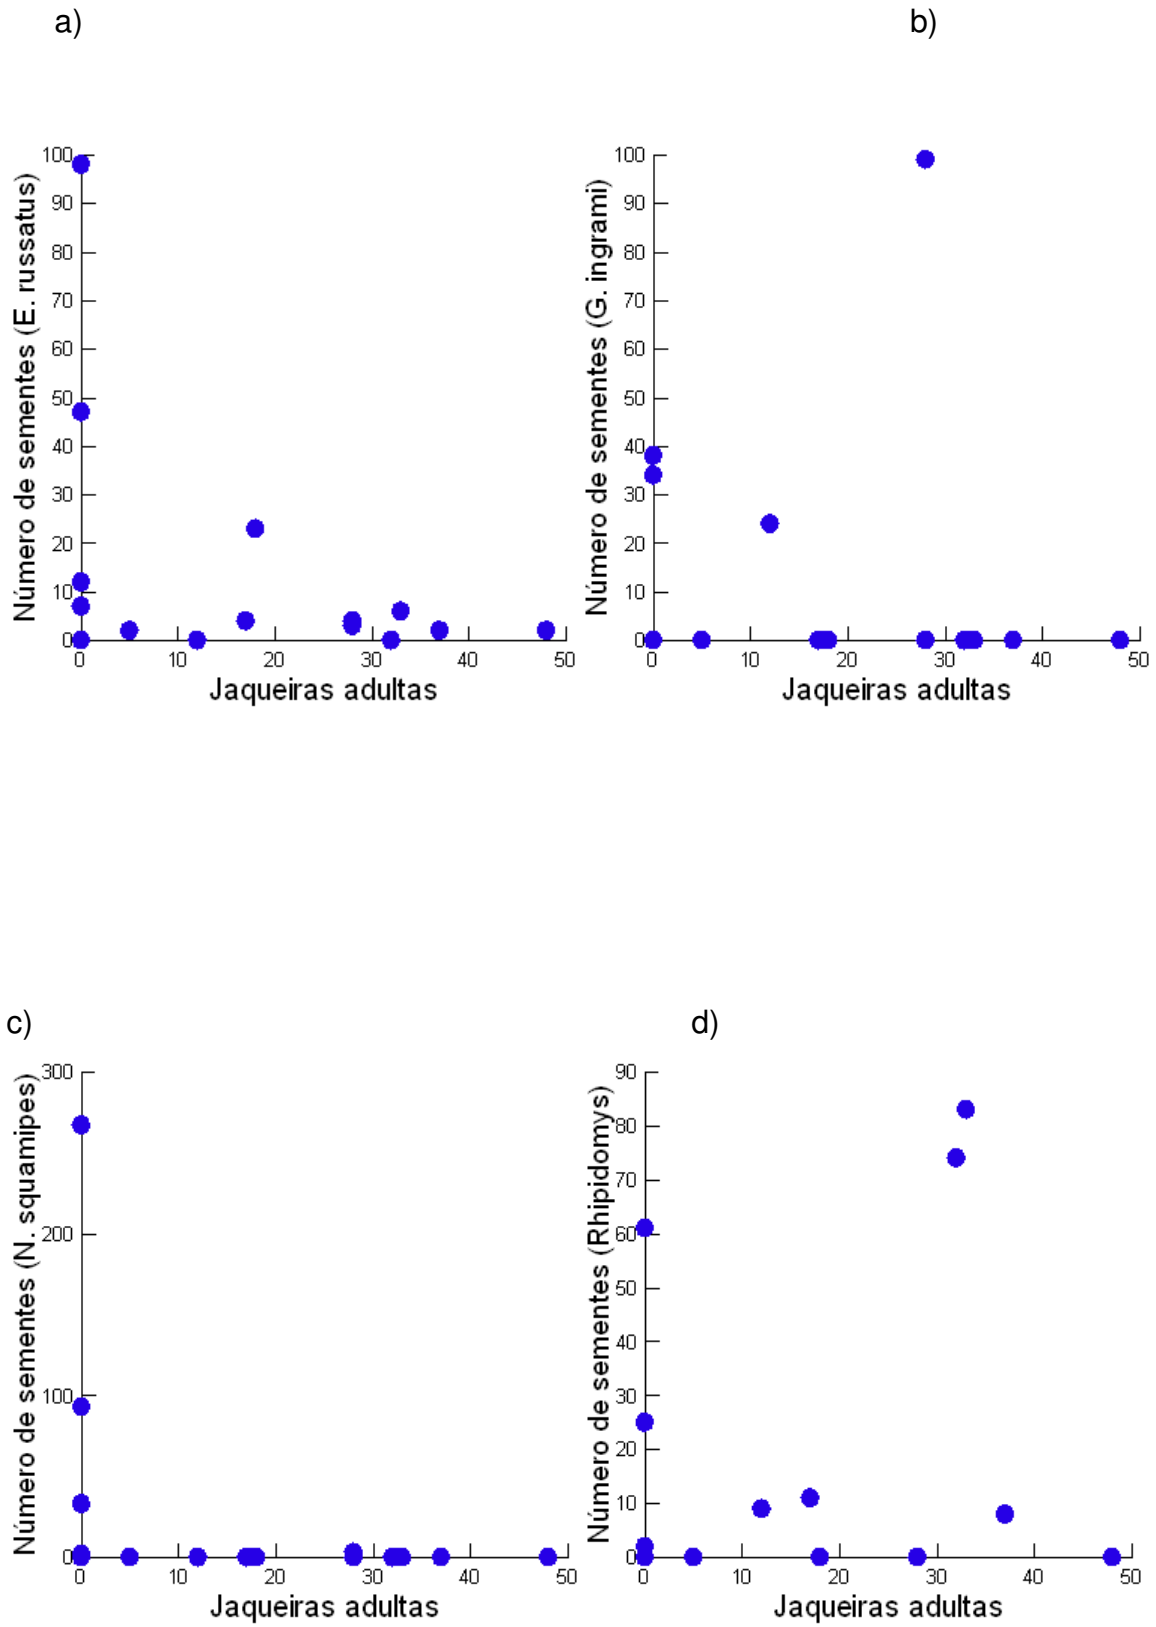 a)
b)
Número de sementes (E. russatus)
100
90
80
70
60
50
40
30
20
10
0
0 10 20 30 40 50
Jaqueiras adultas
Número de sementes (G. ingrami)
100
90
80
70
60
50
40
30
20
10
0
0 10 20 30 40 50
Jaqueiras adultas
c)
d)
Número de sementes (N. squamipes)
300
200
100
0
0 10 20 30 40 50
Jaqueiras adultas
Número de sementes (Rhipidomys)
90
80
70
60
50
40
30
20
10
0
0 10 20 30 40 50
Jaqueiras adultas